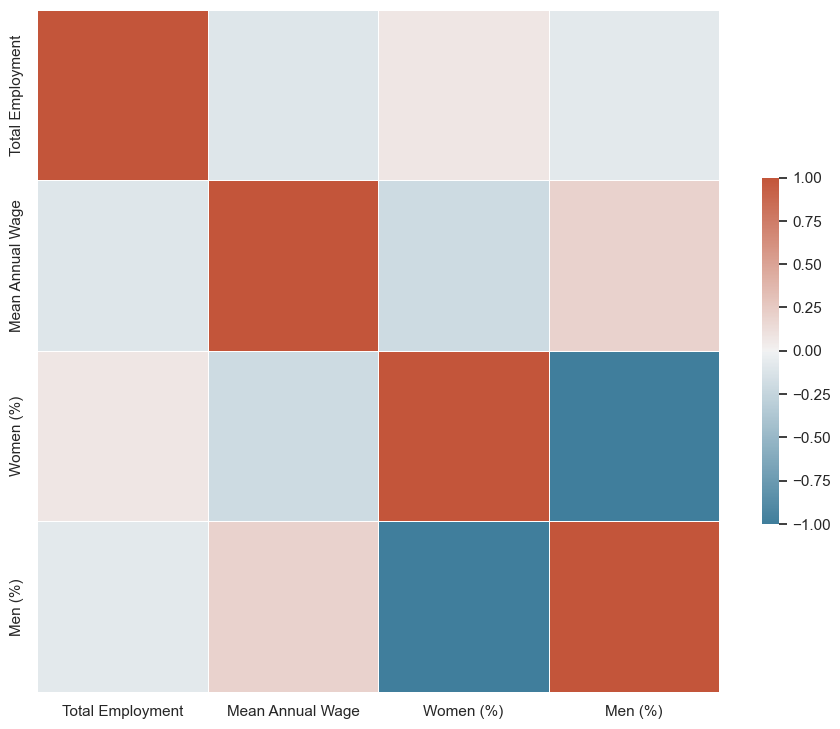 Total Employment
Mean Annual Wage
Women (%)
Men (%)
Total Employment
Mean Annual Wage
Women (%)
Men (%)
1.00
0.75
0.50
0.25
0.00
−0.25
−0.50
−0.75
−1.00